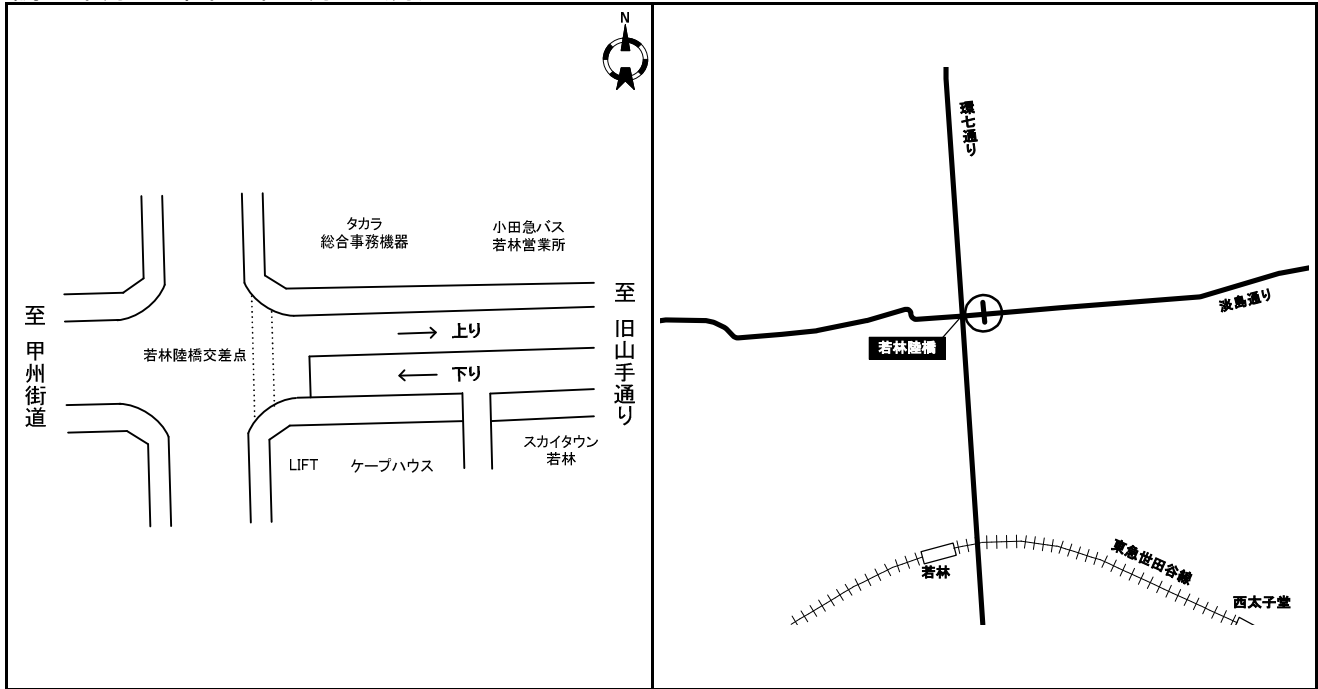 N
タカラ
総合事務機器
小田急バス
若林営業所
至 甲州街道
至 旧山手通り
上り
若林陸橋交差点
下り
スカイタウン
若林
LIFT
ケープハウス
環七通り
淡島通り
若林陸橋
東急世田谷線
若林
西太子堂